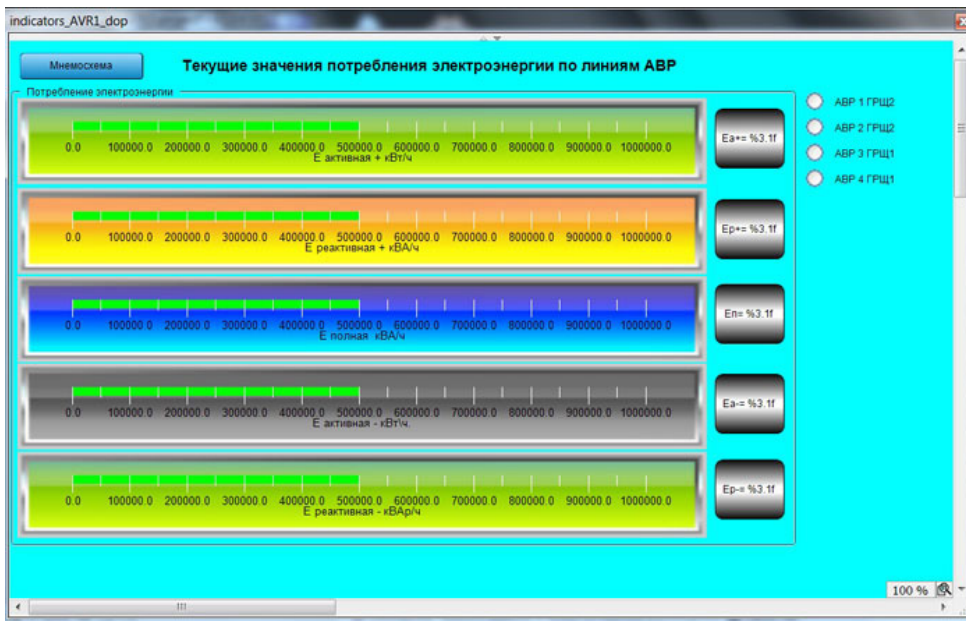 indicators_AVR1_dop
Мнемосхема
Текущие значения потребления электроэнергии по линиям АВР
Потребление электроэнергии
0.0 100000.0 200000.0 300000.0 400000.0 500000.0 600000.0 700000.0 800000.0 900000.0 1000000.0
E активная + кВт/ч
Ea+= %3.1f
0.0 100000.0 200000.0 300000.0 400000.0 500000.0 600000.0 700000.0 800000.0 900000.0 1000000.0
E реактивная + кВА/ч
Ep+= %3.1f
0.0 100000.0 200000.0 300000.0 400000.0 500000.0 600000.0 700000.0 800000.0 900000.0 1000000.0
E полная кВА/ч
Eп= %3.1f
0.0 100000.0 200000.0 300000.0 400000.0 500000.0 600000.0 700000.0 800000.0 900000.0 1000000.0
E активная - кВт\ч.
Ea-= %3.1f
0.0 100000.0 200000.0 300000.0 400000.0 500000.0 600000.0 700000.0 800000.0 900000.0 1000000.0
E реактивная - кВАр/ч
Ep-= %3.1f
АВР 1 ГРЩ2
АВР 2 ГРЩ2
АВР 3 ГРЩ1
АВР 4 ГРЩ1
100 %